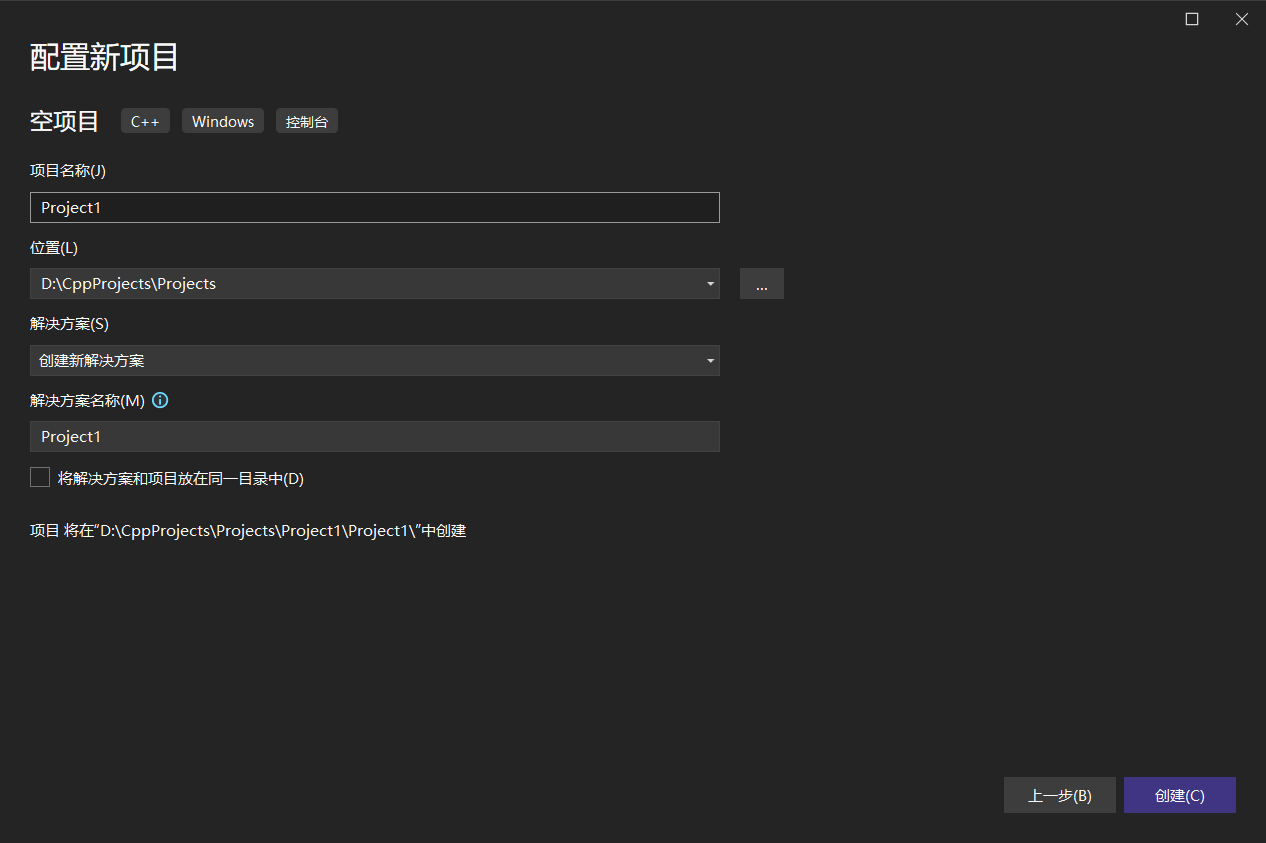 配置新项目
空项目 C++ Windows 控制台
项目名称(J)
Project1
位置(L)
D:\CppProjects\Projects
...
解决方案(S)
创建新解决方案
解决方案名称(M)
Project1
将解决方案和项目放在同一目录中(D)
项目 将在"D:\CppProjects\Projects\Project1\Project1\"中创建
上一步(B) 创建(C)